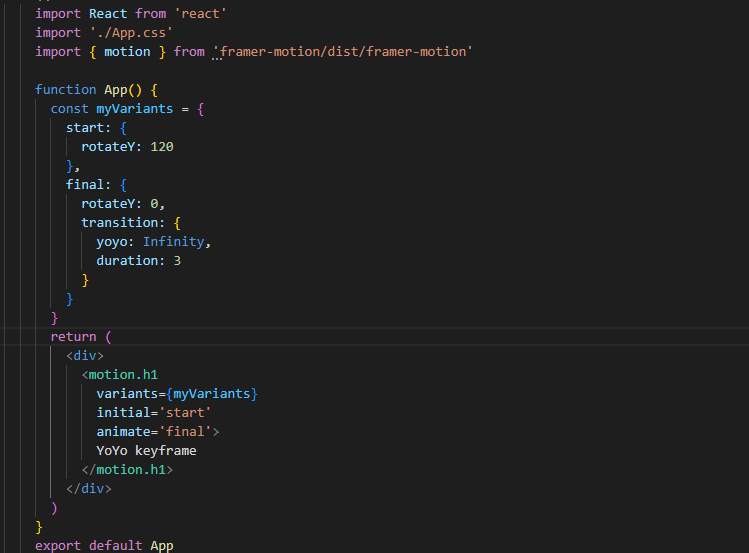 import React from 'react'
import './App.css'
import { motion } from 'framer-motion/dist/framer-motion'
function App() {
const myVariants = {
start: {
rotateY: 120
},
final: {
rotateY: 0,
transition: {
yoyo: Infinity,
duration: 3
}
}
}
return (
<div>
<motion.h1
variants={myVariants}
initial='start'
animate='final'>
YoYo keyframe
</motion.h1>
</div>
)
}
export default App